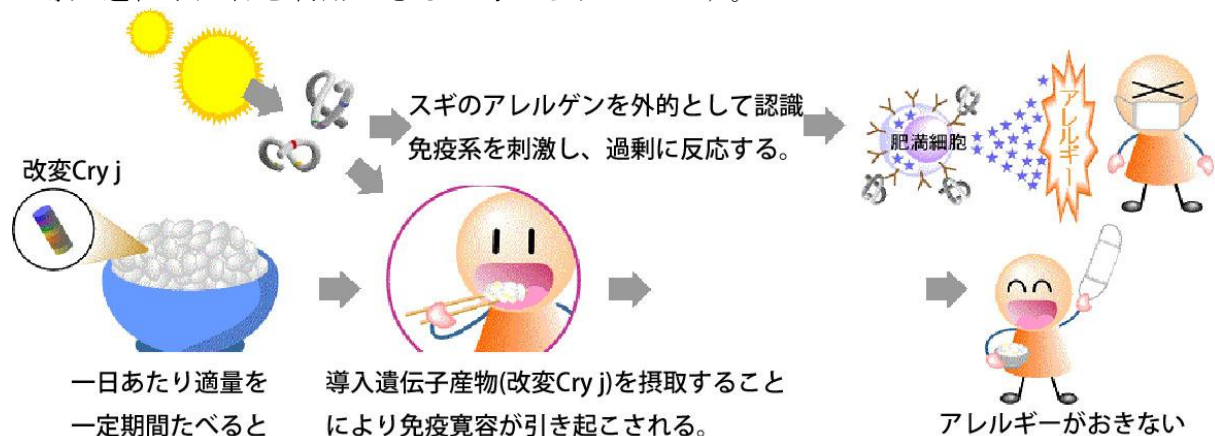 スギのアレルゲンを外的として認識
免疫系を刺激し、過剰に反応する。
肥満細胞
アレルギー
改変Cry j
一日あたり適量を
一定期間たべると
導入遺伝子産物(改変Cry j)を摂取すること
により免疫寛容が引き起こされる。
アレルギーがおきない